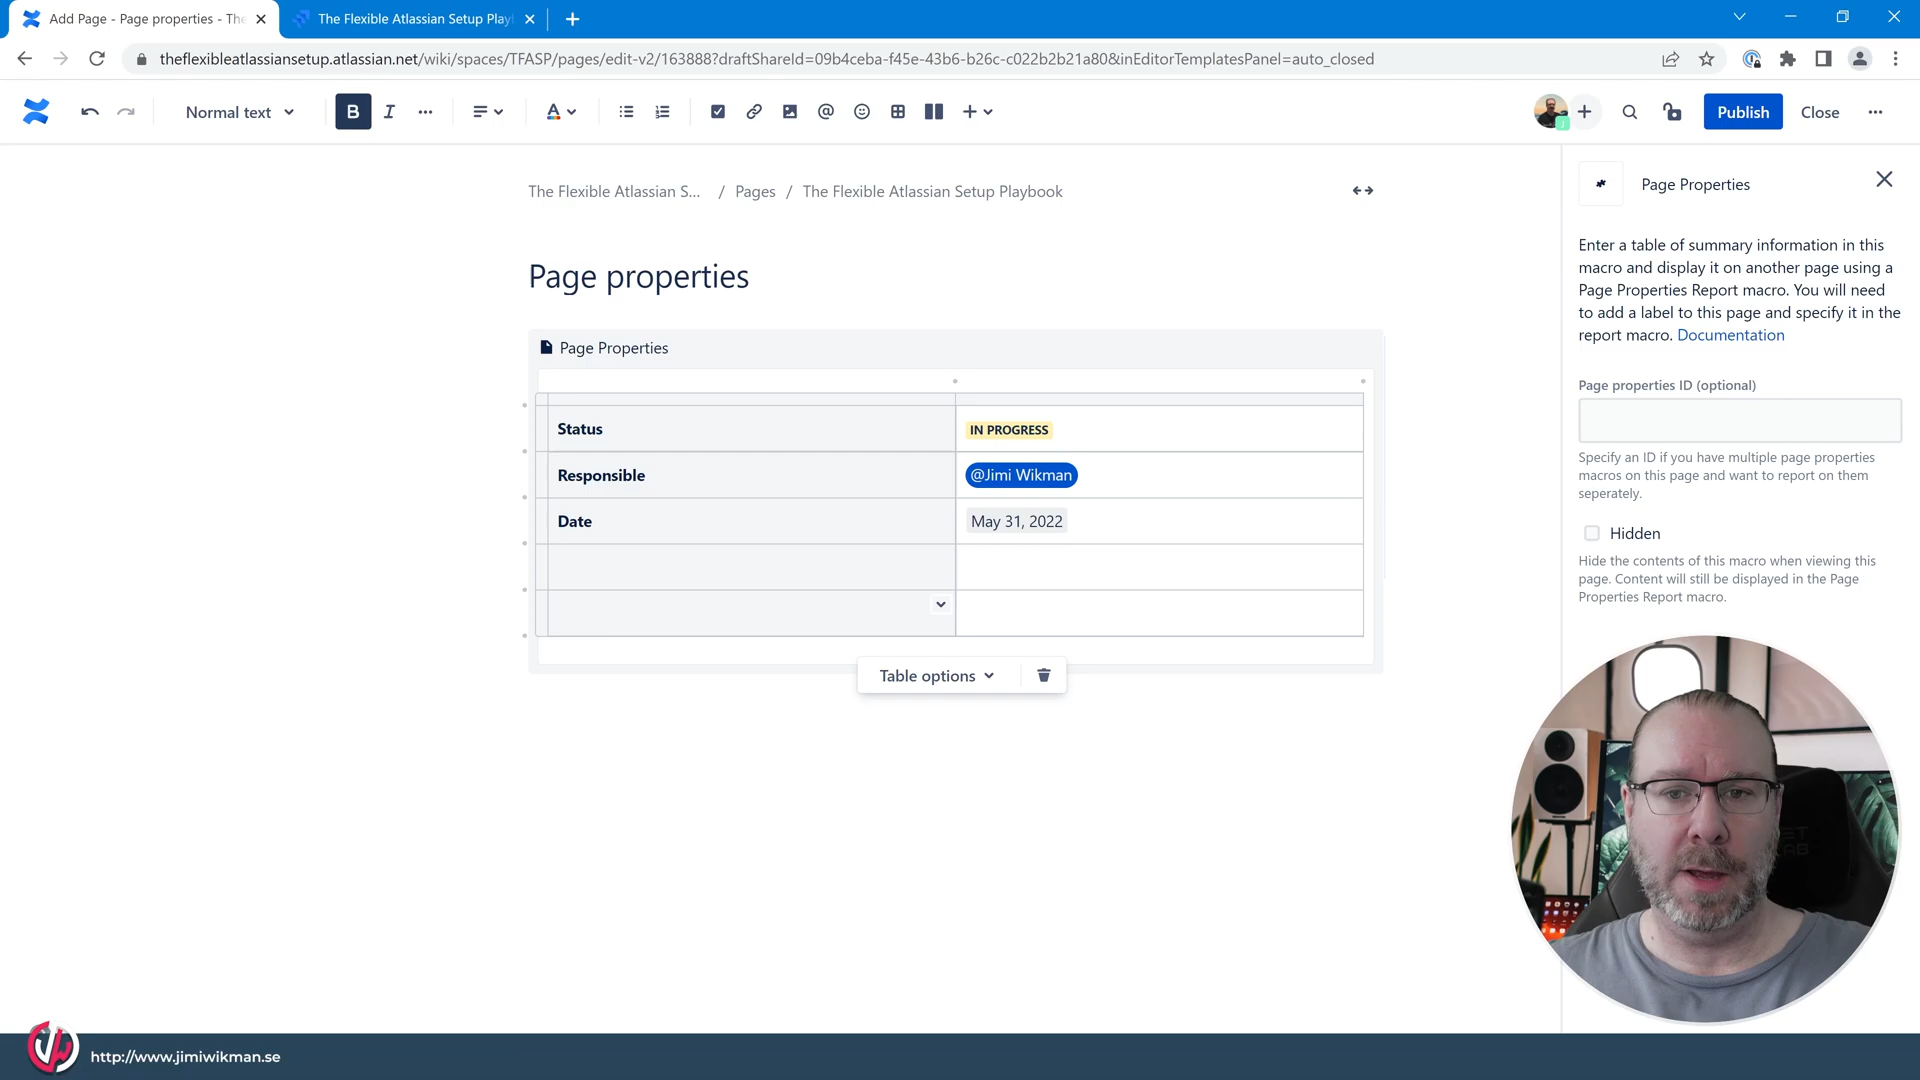 Add Page - Page properties - The
The Flexible Atlassian Setup Play
theflexibleatlassiansetup.atlassian.net/wiki/spaces/TFASP/pages/edit-v2/163888?draftShareId=09b4ceba-f45e-43b6-b26c-c022b2b21a80&inEditorTemplatesPanel=auto_closed
Normal text
B
I
A
Publish
Close
The Flexible Atlassian S... / Pages / The Flexible Atlassian Setup Playbook
Page properties
Page Properties
Status
IN PROGRESS
Responsible
@Jimi Wikman
Date
May 31, 2022
Table options
Page Properties
Enter a table of summary information in this
macro and display it on another page using a
Page Properties Report macro. You will need
to add a label to this page and specify it in the
report macro. Documentation
Page properties ID (optional)
Specify an ID if you have multiple page properties
macros on this page and want to report on them
seperately.
Hidden
Hide the contents of this macro when viewing this
page. Content will still be displayed in the Page
Properties Report macro.
http://www.jimiwikman.se